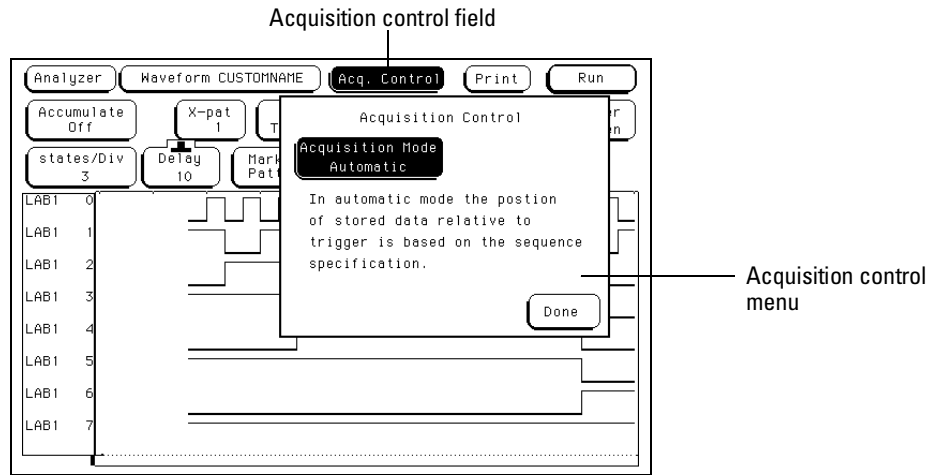 Acquisition control field
Analyzer Waveform CUSTOMNAME Acq. Control Print Run
Accumulate
Off
X-pat
1
states/Div
3
Delay
10
Acquisition Control
Acquisition Mode
Automatic
In automatic mode the postion
of stored data relative to
trigger is based on the sequence
specification.
Done
Acquisition control
menu
LAB1 0
LAB1 1
LAB1 2
LAB1 3
LAB1 4
LAB1 5
LAB1 6
LAB1 7